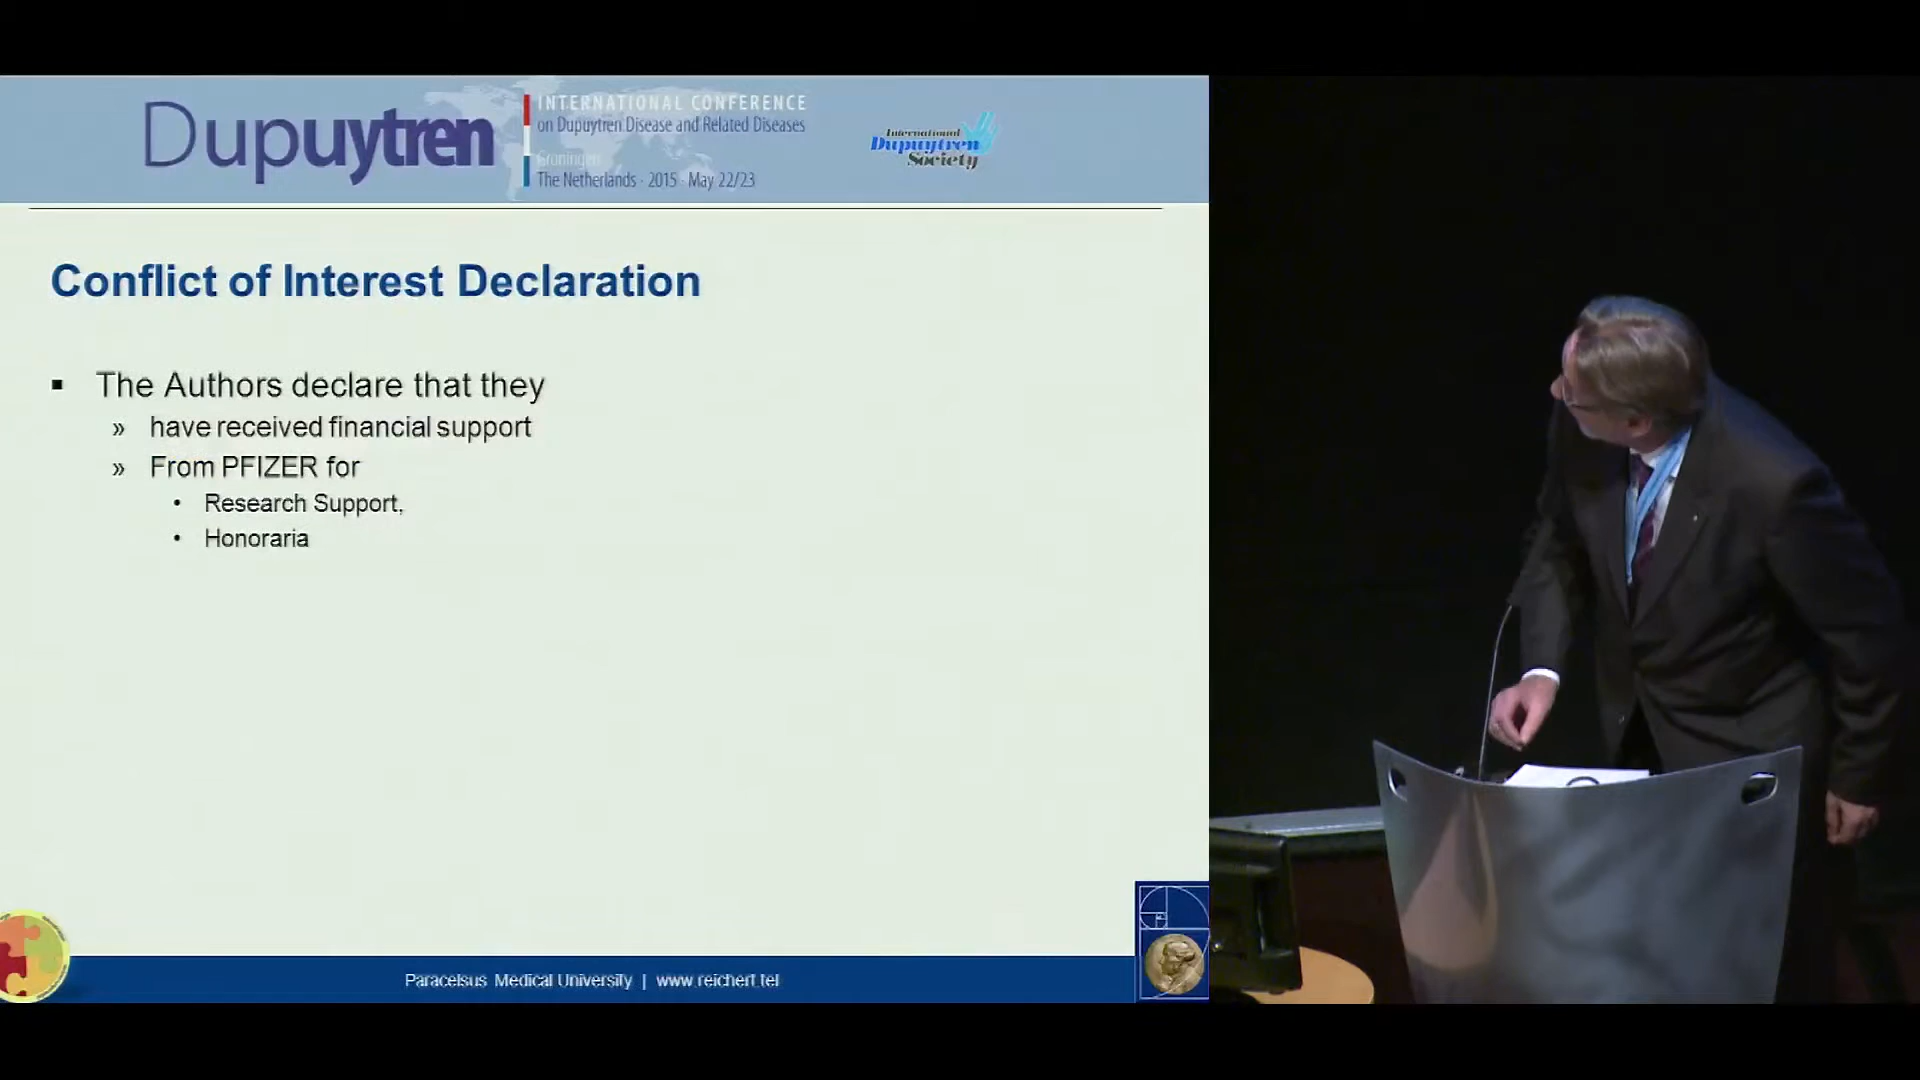 Dupuytren
INTERNATIONAL CONFERENCE
on Dupuytren Disease and Related Diseases
Groningen
The Netherlands · 2015 · May 22/23
International
Dupuytren
Society
Conflict of Interest Declaration
▪ The Authors declare that they
» have received financial support
» From PFIZER for
• Research Support,
• Honoraria
Paracelsus Medical University | www.reichert.tel